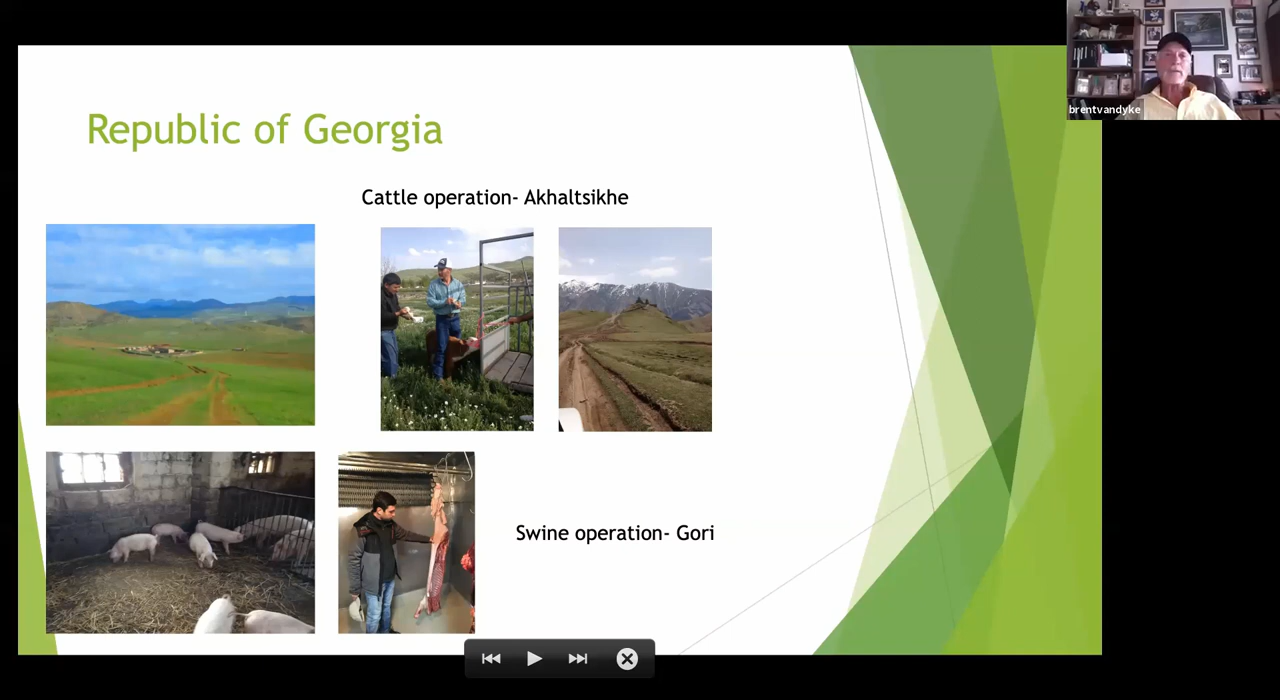 brentvandyke
Republic of Georgia
Cattle operation- Akhaltsikhe
Swine operation- Gori